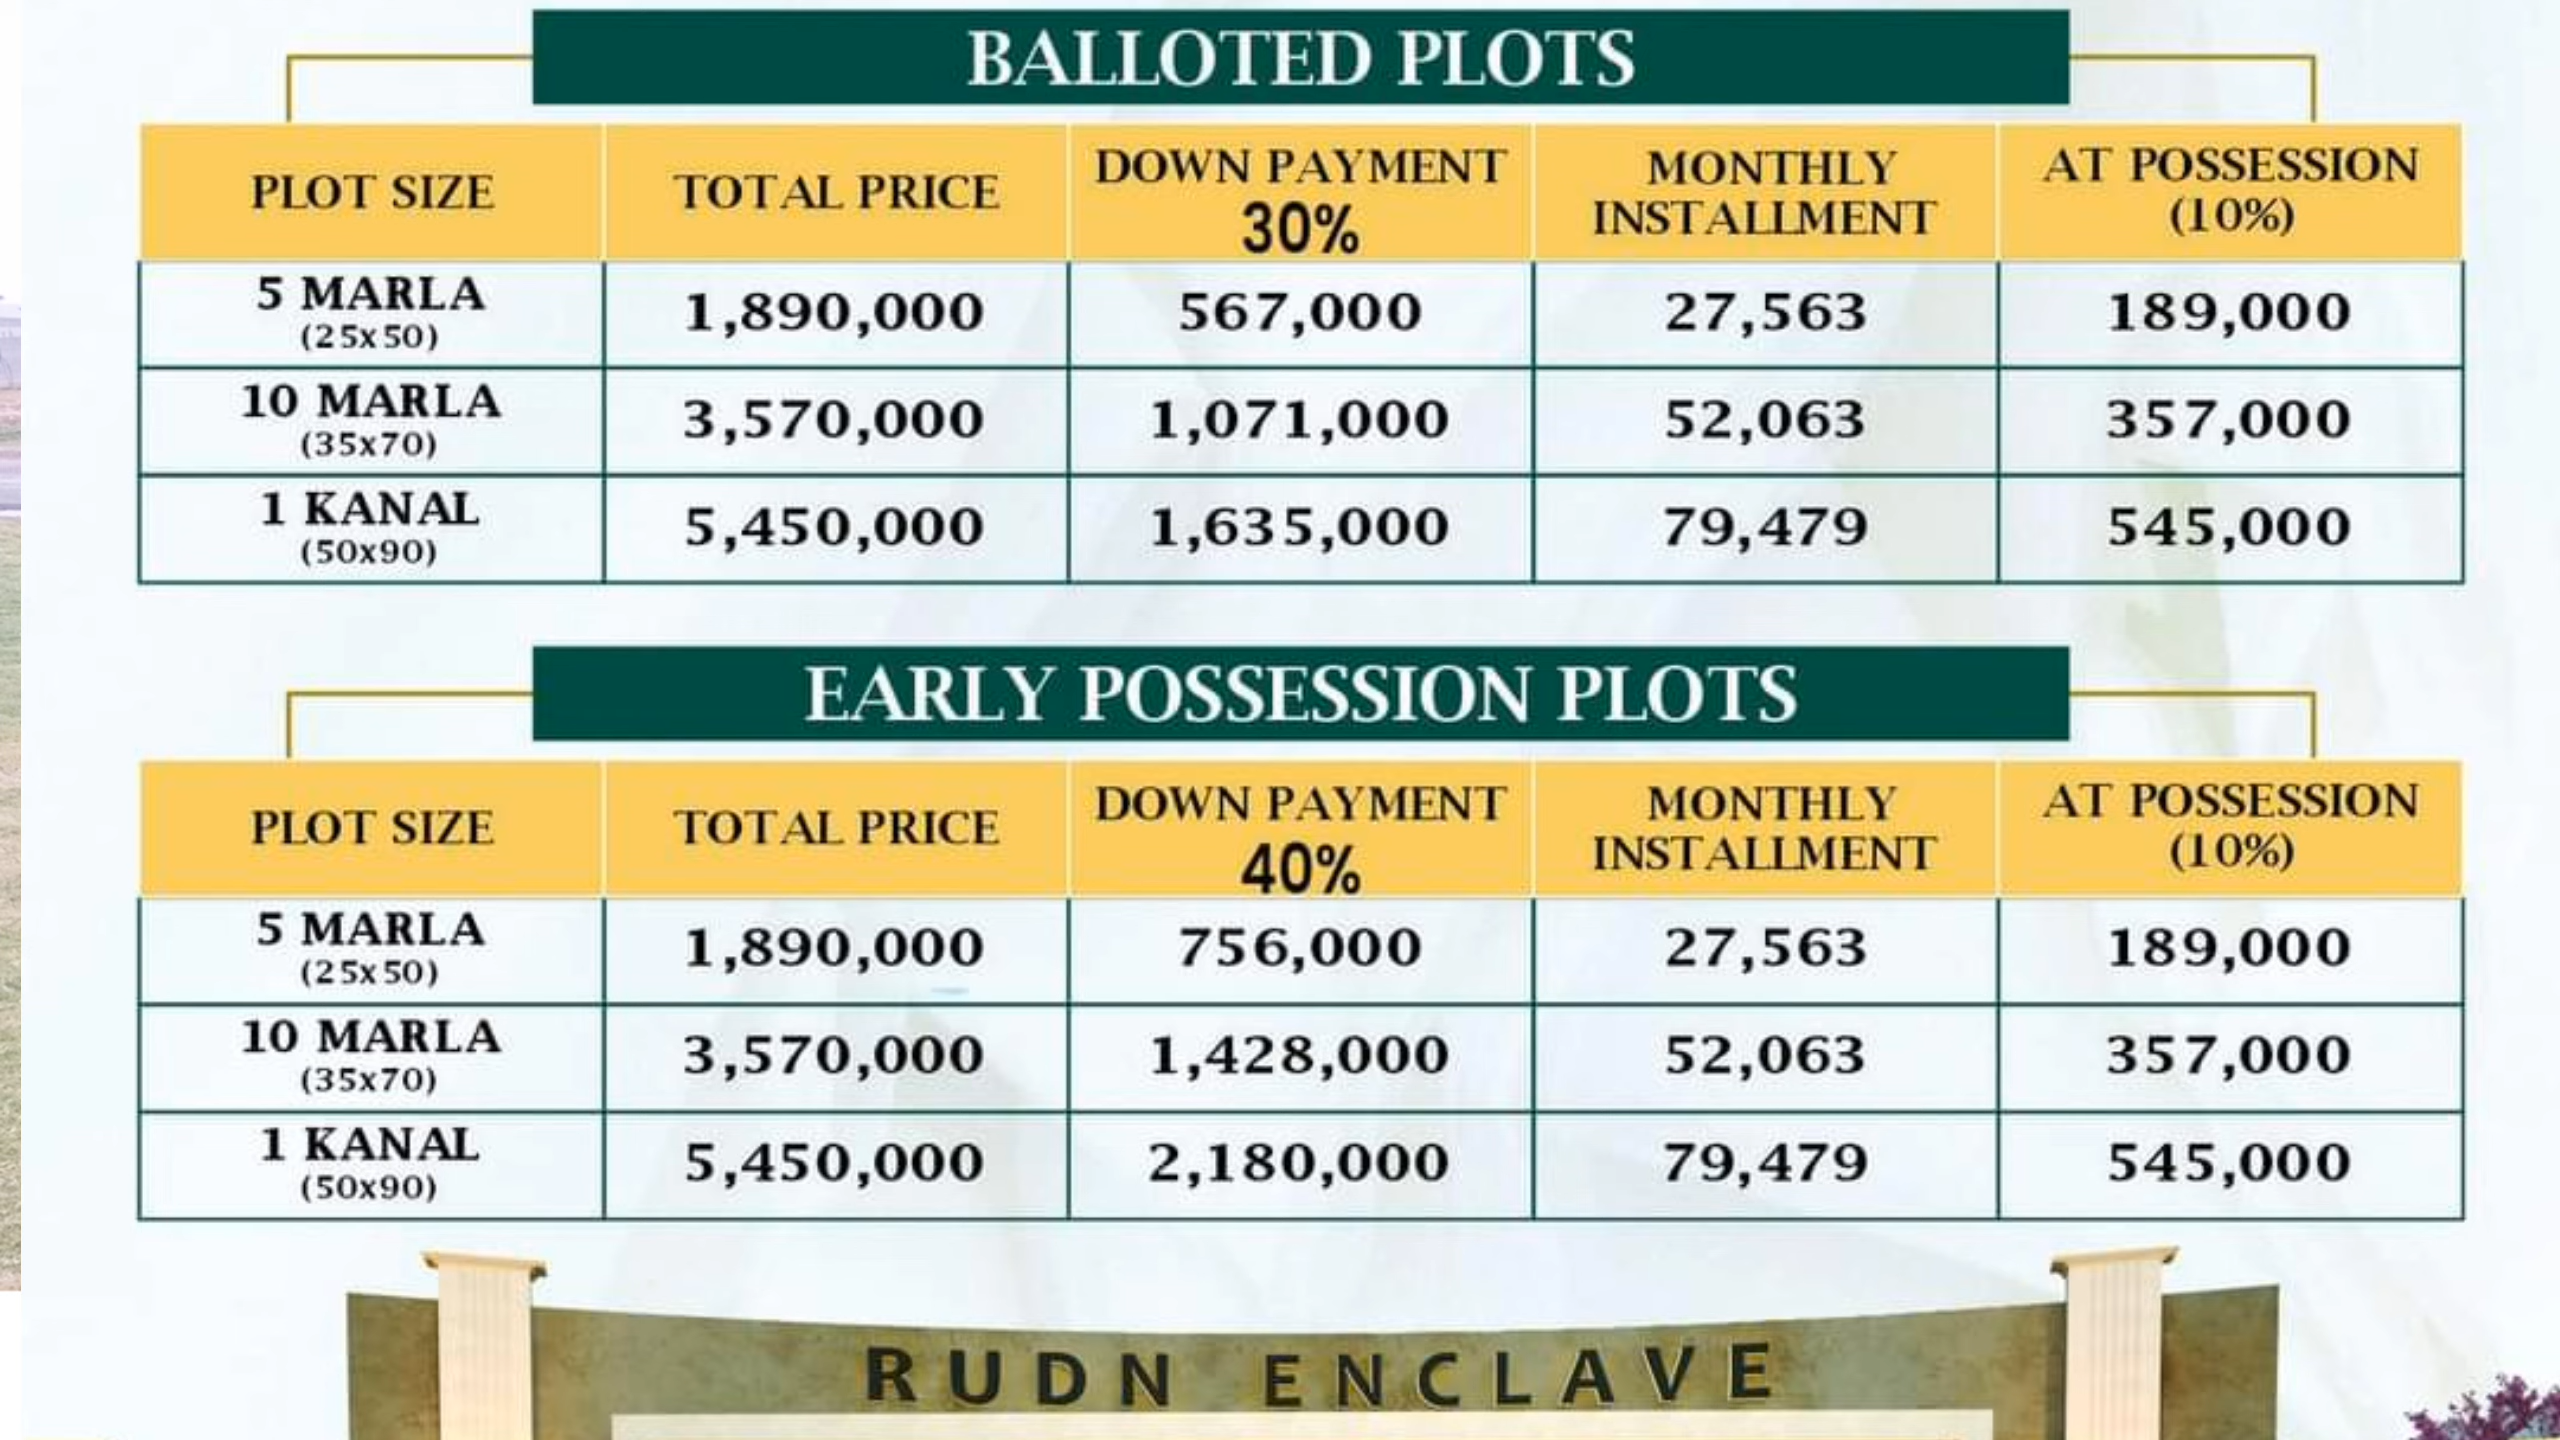 BALLOTED PLOTS
PLOT SIZE TOTAL PRICE DOWN PAYMENT 30% MONTHLY INSTALLMENT AT POSSESSION (10%)
5 MARLA (25x50) 1,890,000 567,000 27,563 189,000
10 MARLA (35x70) 3,570,000 1,071,000 52,063 357,000
1 KANAL (50x90) 5,450,000 1,635,000 79,479 545,000
EARLY POSSESSION PLOTS
PLOT SIZE TOTAL PRICE DOWN PAYMENT 40% MONTHLY INSTALLMENT AT POSSESSION (10%)
5 MARLA (25x50) 1,890,000 756,000 27,563 189,000
10 MARLA (35x70) 3,570,000 1,428,000 52,063 357,000
1 KANAL (50x90) 5,450,000 2,180,000 79,479 545,000
RUDN ENCLAVE